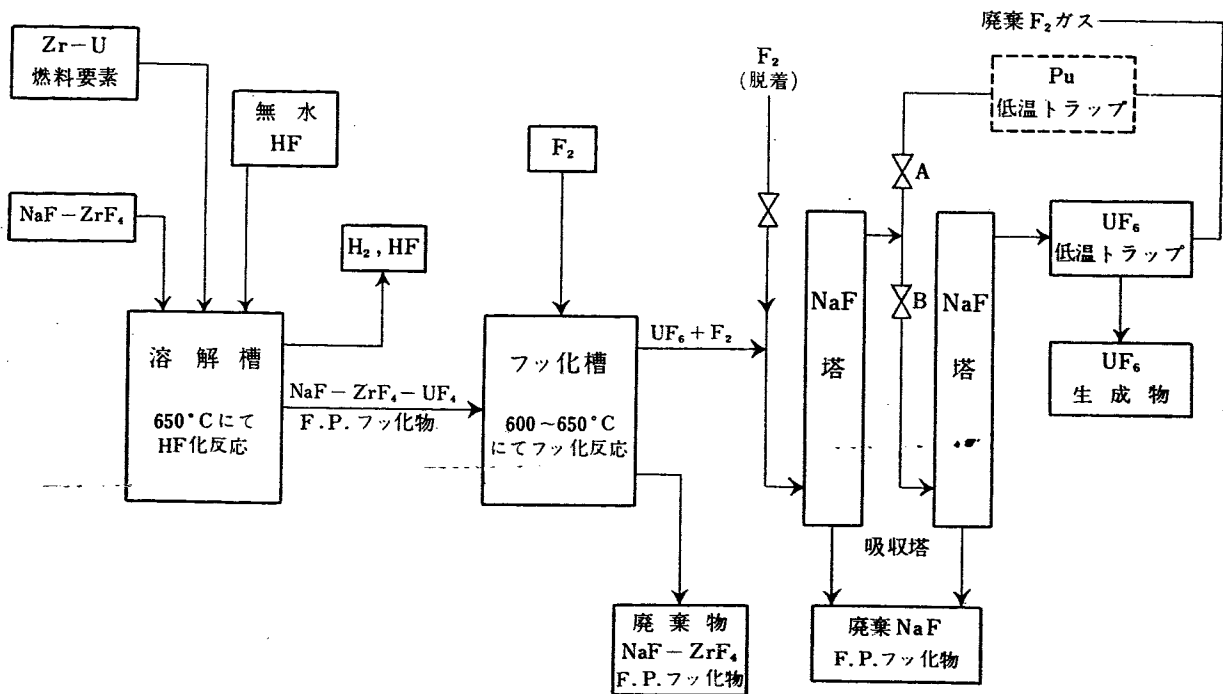 Zr－U
燃料要素
無 水
HF
NaF－ZrF₄
H₂, HF
溶 解 槽
650°Cにて
HF化反応
NaF－ZrF₄－UF₄
F.P.フッ化物
F₂
フッ化槽
600～650°C
にてフッ化反応
UF₆＋F₂
廃 棄 物
NaF－ZrF₄
F.P.フッ化物
F₂
(脱着)
廃棄F₂ガス
Pu
低温トラップ
A
B
NaF
塔
NaF
塔
吸収塔
UF₆
低温トラップ
UF₆
生 成 物
廃棄NaF
F.P.フッ化物